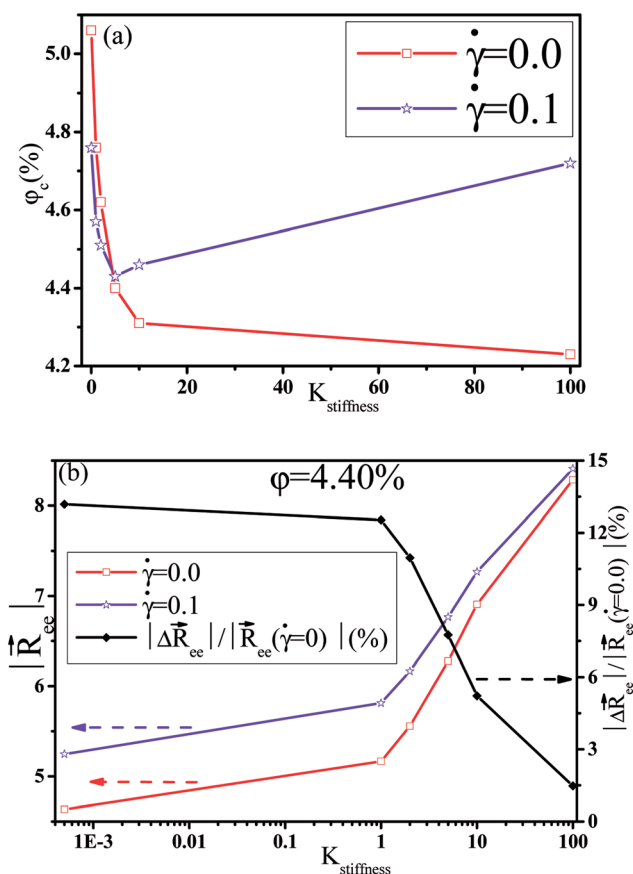 (a)
γ̇=0.0
γ̇=0.1
5.0
4.8
4.6
4.4
4.2
φc(%)
0 20 40 60 80 100
Kstiffness
(b)
φ=4.40%
γ̇=0.0
γ̇=0.1
|ΔR⃗ee|/|R⃗ee(γ̇=0) |(%)
8
7
6
5
|R⃗ee|
15
12
9
6
3
0
|ΔR⃗ee|/|R⃗ee(γ̇=0.0) |(%)
1E-3 0.01 0.1 1 10 100
Kstiffness